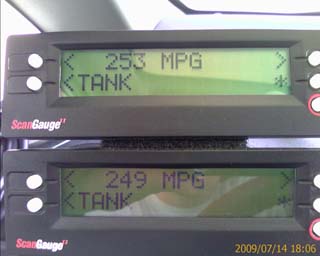 < 253 MPG >
<TANK *
ScanGauge II
< 249 MPG >
<TANK *
ScanGauge II
2009/07/14 18:06